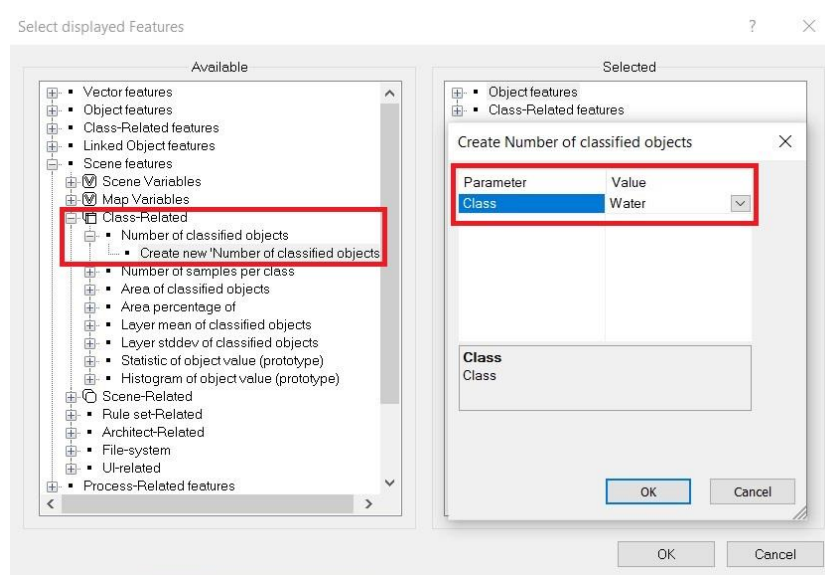 Select displayed Features
?
Available
Vector features
Object features
Class-Related features
Linked Object features
Scene features
Scene Variables
Map Variables
Class-Related
Number of classified objects
Create new 'Number of classified objects
Number of samples per class
Area of classified objects
Area percentage of
Layer mean of classified objects
Layer stddev of classified objects
Statistic of object value (prototype)
Histogram of object value (prototype)
Scene-Related
Rule set-Related
Architect-Related
File-system
UI-related
Process-Related features
Selected
Object features
Class-Related features
Create Number of classified objects
Parameter Value
Class Water
Class
Class
OK Cancel
OK Cancel